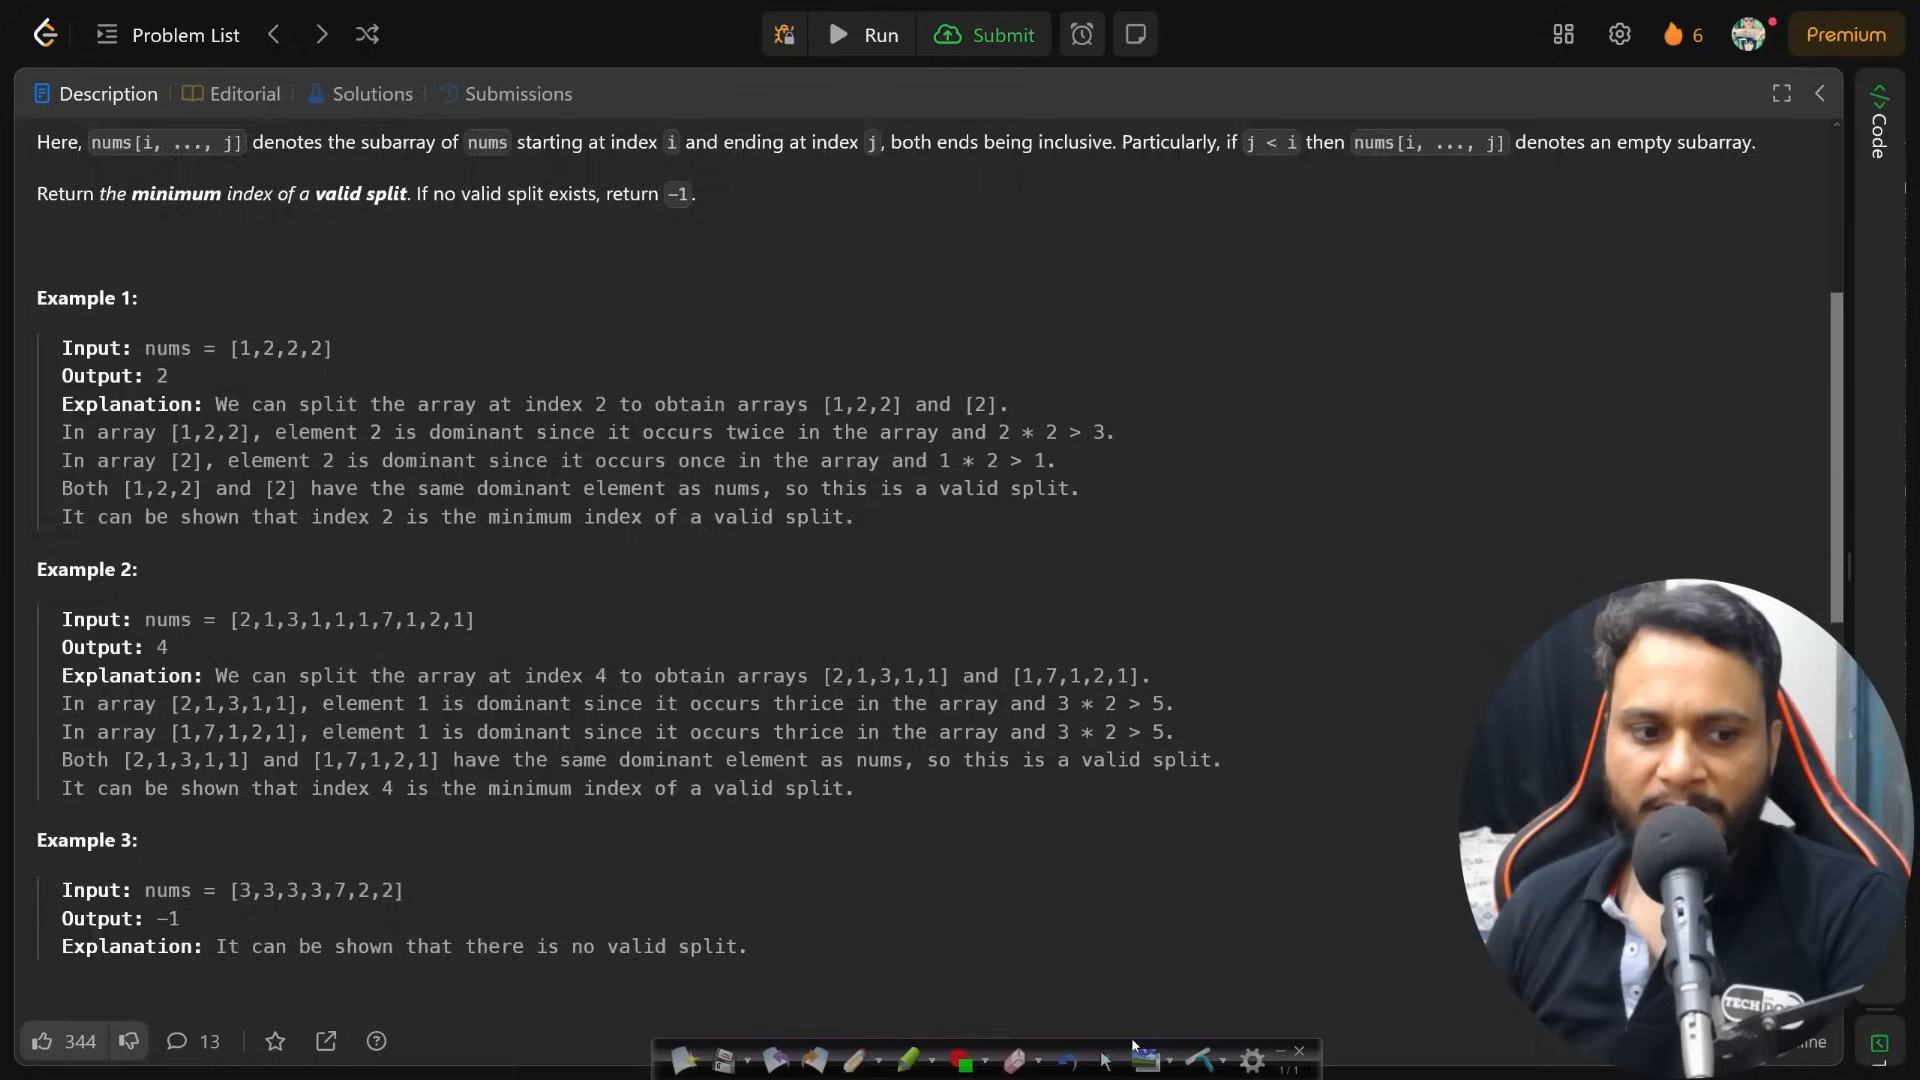 Problem List
Run
Submit
6
Premium
Description
Editorial
Solutions
Submissions
Code
Here, nums[i, ..., j] denotes the subarray of nums starting at index i and ending at index j, both ends being inclusive. Particularly, if j < i then nums[i, ..., j] denotes an empty subarray.
Return the minimum index of a valid split. If no valid split exists, return -1.
Example 1:
Input: nums = [1,2,2,2]
Output: 2
Explanation: We can split the array at index 2 to obtain arrays [1,2,2] and [2].
In array [1,2,2], element 2 is dominant since it occurs twice in the array and 2 * 2 > 3.
In array [2], element 2 is dominant since it occurs once in the array and 1 * 2 > 1.
Both [1,2,2] and [2] have the same dominant element as nums, so this is a valid split.
It can be shown that index 2 is the minimum index of a valid split.
Example 2:
Input: nums = [2,1,3,1,1,1,7,1,2,1]
Output: 4
Explanation: We can split the array at index 4 to obtain arrays [2,1,3,1,1] and [1,7,1,2,1].
In array [2,1,3,1,1], element 1 is dominant since it occurs thrice in the array and 3 * 2 > 5.
In array [1,7,1,2,1], element 1 is dominant since it occurs thrice in the array and 3 * 2 > 5.
Both [2,1,3,1,1] and [1,7,1,2,1] have the same dominant element as nums, so this is a valid split.
It can be shown that index 4 is the minimum index of a valid split.
Example 3:
Input: nums = [3,3,3,3,7,2,2]
Output: -1
Explanation: It can be shown that there is no valid split.
344
13
1/1
TECH